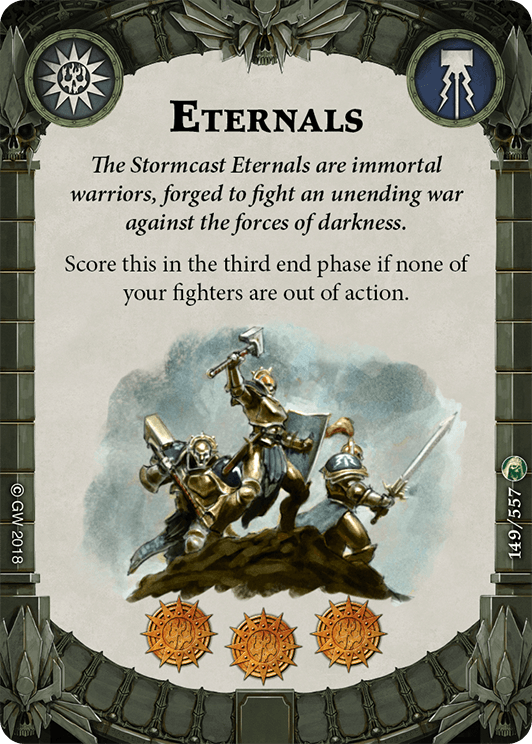 Eternals
The Stormcast Eternals are immortal
warriors, forged to fight an unending war
against the forces of darkness.
Score this in the third end phase if none of
your fighters are out of action.
© GW 2018
149/557